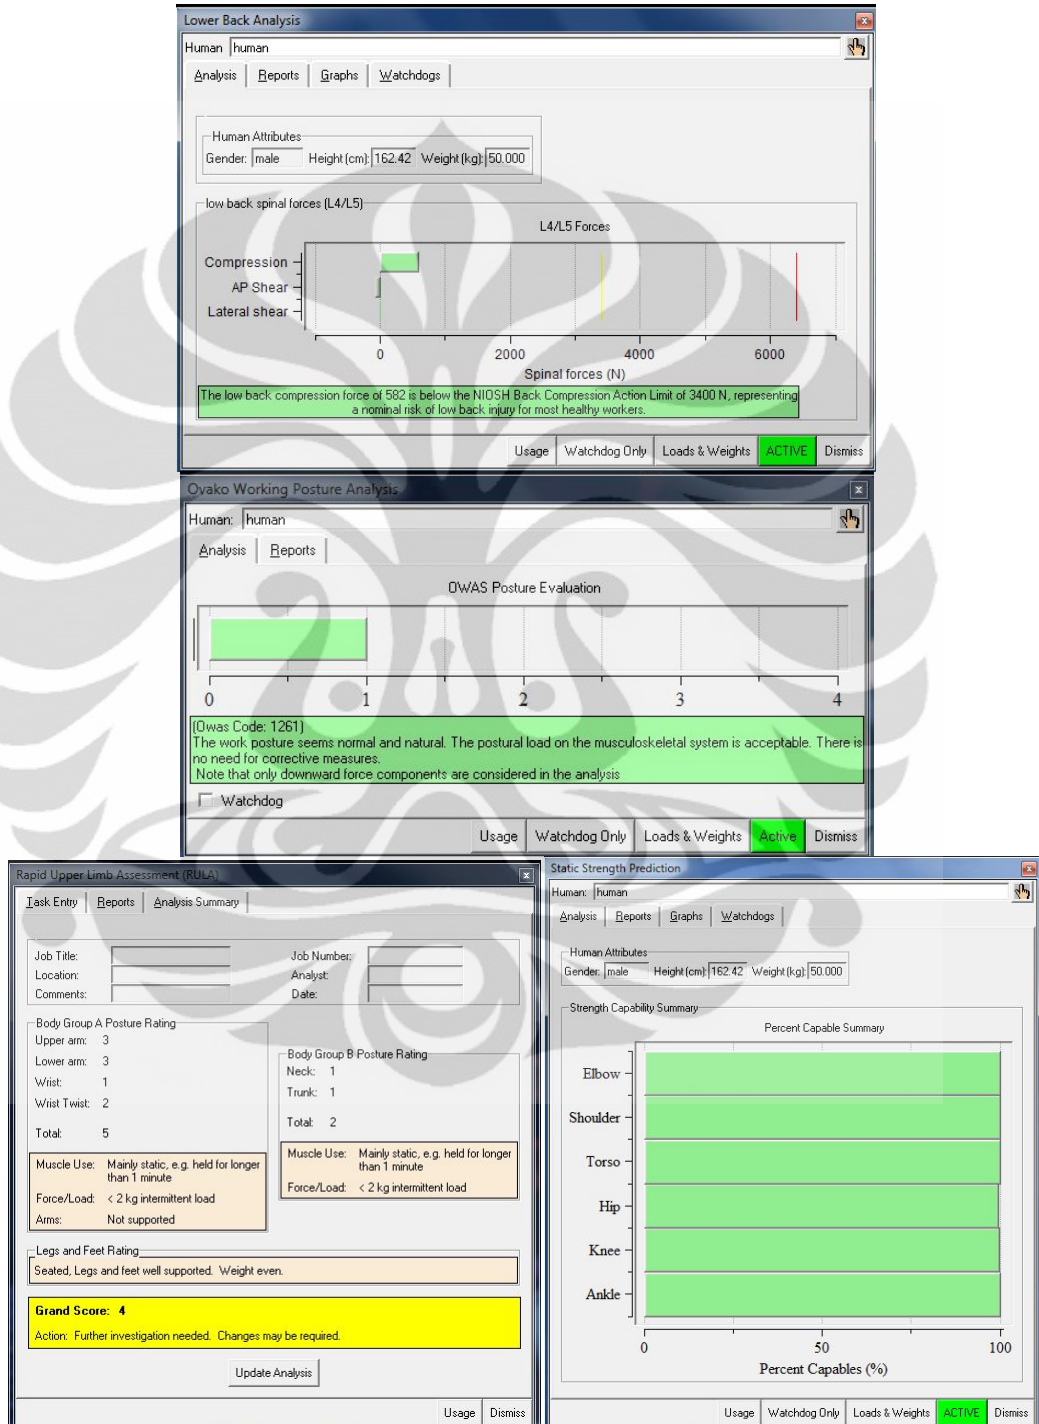 Lower Back Analysis
Human human
Analysis Reports Graphs Watchdogs
Human Attributes
Gender: male Height (cm): 162.42 Weight (kg): 50.000
low back spinal forces (L4/L5)
L4/L5 Forces
Compression
AP Shear
Lateral shear
0 2000 4000 6000
Spinal forces (N)
The low back compression force of 582 is below the NIOSH Back Compression Action Limit of 3400 N, representing
a nominal risk of low back injury for most healthy workers.
Usage Watchdog Only Loads & Weights ACTIVE Dismiss
Ovako Working Posture Analysis
Human: human
Analysis Reports
OWAS Posture Evaluation
0 1 2 3 4
(Owas Code: 1261)
The work posture seems normal and natural. The postural load on the musculoskeletal system is acceptable. There is
no need for corrective measures.
Note that only downward force components are considered in the analysis
Watchdog
Usage Watchdog Only Loads & Weights Active Dismiss
Rapid Upper Limb Assessment (RULA)
Task Entry Reports Analysis Summary
Job Title: Job Number:
Location: Analyst:
Comments: Date:
Body Group A Posture Rating
Upper arm: 3
Lower arm: 3
Wrist: 1
Wrist Twist: 2
Total: 5
Muscle Use: Mainly static, e.g. held for longer
than 1 minute
Force/Load: < 2 kg intermittent load
Arms: Not supported
Body Group B Posture Rating
Neck: 1
Trunk: 1
Total: 2
Muscle Use: Mainly static, e.g. held for longer
than 1 minute
Force/Load: < 2 kg intermittent load
Legs and Feet Rating
Seated, Legs and feet well supported. Weight even.
Grand Score: 4
Action: Further investigation needed. Changes may be required.
Update Analysis
Usage Dismiss
Static Strength Prediction
Human: human
Analysis Reports Graphs Watchdogs
Human Attributes
Gender: male Height (cm): 162.42 Weight (kg): 50.000
Strength Capability Summary
Percent Capable Summary
Elbow
Shoulder
Torso
Hip
Knee
Ankle
0 50 100
Percent Capables (%)
Usage Watchdog Only Loads & Weights ACTIVE Dismiss